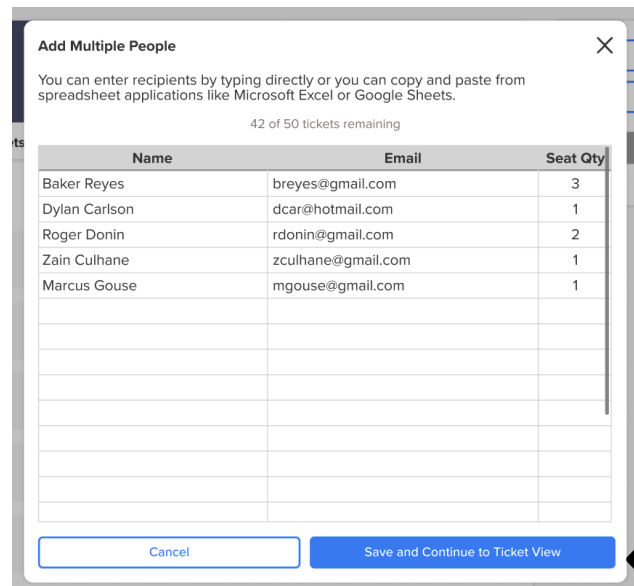 Add Multiple People
You can enter recipients by typing directly or you can copy and paste from
spreadsheet applications like Microsoft Excel or Google Sheets.
42 of 50 tickets remaining
ets
Name Email Seat Qty
Baker Reyes breyes@gmail.com 3
Dylan Carlson dcar@hotmail.com 1
Roger Donin rdonin@gmail.com 2
Zain Culhane zculhane@gmail.com 1
Marcus Gouse mgouse@gmail.com 1
Cancel Save and Continue to Ticket View